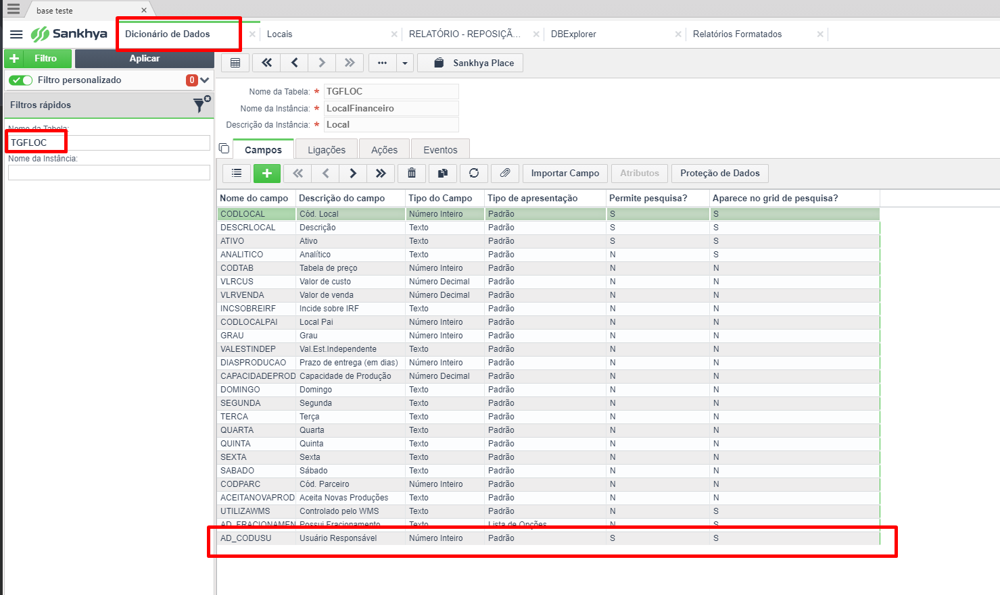 base teste
Sankhya
Dicionário de Dados
Locais
RELATÓRIO - REPOSIÇÃ...
DBExplorer
Relatórios Formatados
Filtro
Aplicar
Sankhya Place
Filtro personalizado
0
Filtros rápidos
Nome da Tabela:
TGFLOC
Nome da Instância:
Nome da Tabela: * TGFLOC
Nome da Instância: * LocalFinanceiro
Descrição da Instância: * Local
Campos Ligações Ações Eventos
Importar Campo Atributos Proteção de Dados
Nome do campo Descrição do campo Tipo do Campo Tipo de apresentação Permite pesquisa? Aparece no grid de pesquisa?
CODLOCAL Cód. Local Número Inteiro Padrão S S
DESCRLOCAL Descrição Texto Padrão S S
ATIVO Ativo Texto Padrão S S
ANALITICO Analítico Texto Padrão N S
CODTAB Tabela de preço Número Inteiro Padrão N N
VLRCUS Valor de custo Número Decimal Padrão N N
VLRVENDA Valor de venda Número Decimal Padrão N N
INCSOBREIRF Incide sobre IRF Texto Padrão N N
CODLOCALPAI Local Pai Número Inteiro Padrão N N
GRAU Grau Número Inteiro Padrão N N
VALESTINDEP Val.Est.Independente Texto Padrão N N
DIASPRODUCAO Prazo de entrega (em dias) Número Inteiro Padrão N N
CAPACIDADEPROD Capacidade de Produção Número Decimal Padrão N N
DOMINGO Domingo Texto Padrão N N
SEGUNDA Segunda Texto Padrão N N
TERCA Terça Texto Padrão N N
QUARTA Quarta Texto Padrão N N
QUINTA Quinta Texto Padrão N N
SEXTA Sexta Texto Padrão N N
SABADO Sábado Texto Padrão N N
CODPARC Cód. Parceiro Número Inteiro Padrão N N
ACEITANOVAPROD Aceita Novas Produções Texto Padrão N N
UTILIZAWMS Controlado pelo WMS Texto Padrão N S
AD_FRACIONAMEN Possui Fracionamento Texto Lista de Opções N S
AD_CODUSU Usuário Responsável Número Inteiro Padrão S S